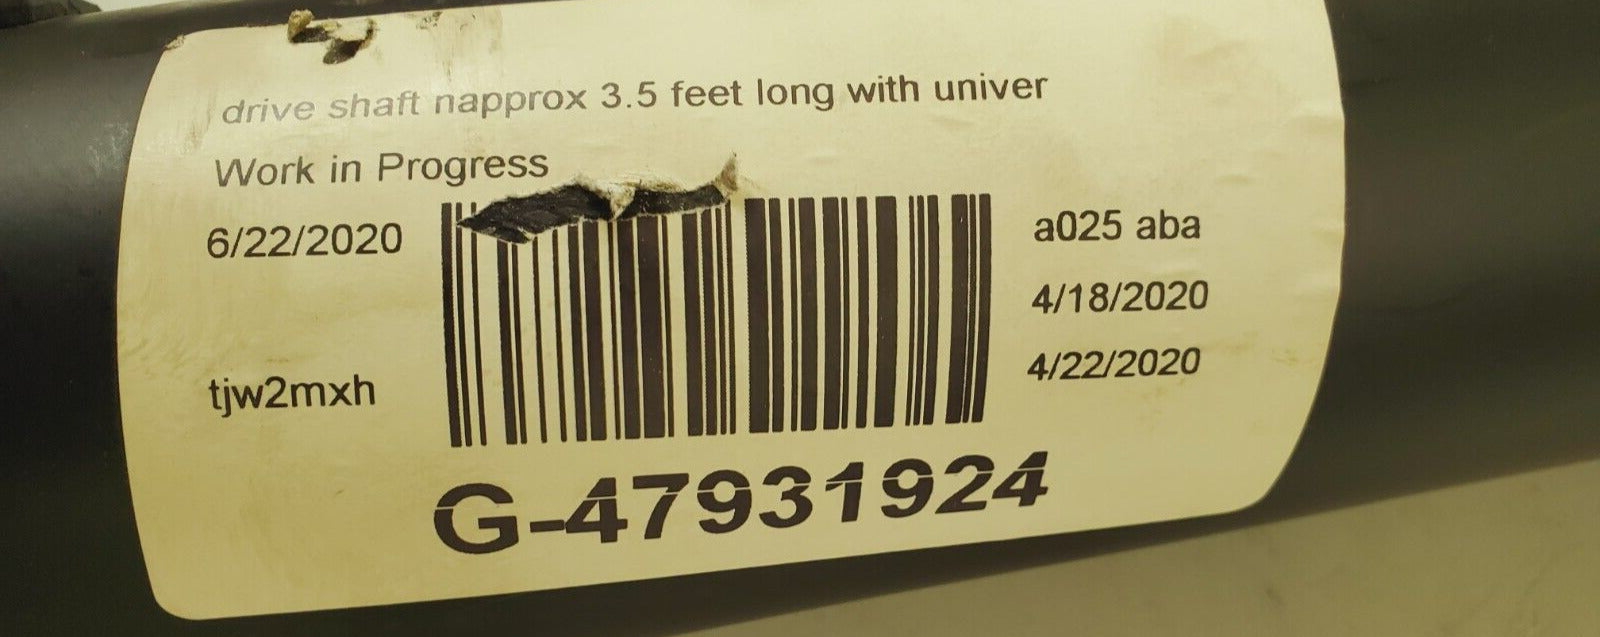 drive shaft napprox 3.5 feet long with univer
Work in Progress
6/22/2020
a025 aba
4/18/2020
4/22/2020
tjw2mxh
G-47931924